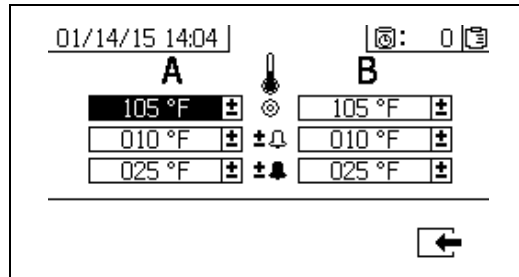 01/14/15 14:04 : 0
A B
105 °F ± 105 °F ±
010 °F ± ± 010 °F ±
025 °F ± ± 025 °F ±